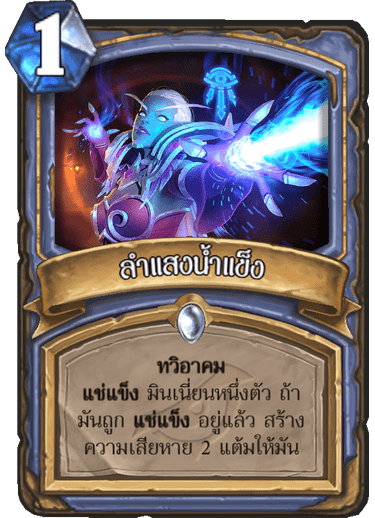 1
ลำแสงน้ำแข็ง
ทวิอาคม
แช่แข็ง มินเนี่ยนหนึ่งตัว ถ้า
มันถูก แช่แข็ง อยู่แล้ว สร้าง
ความเสียหาย 2 แต้มให้มัน